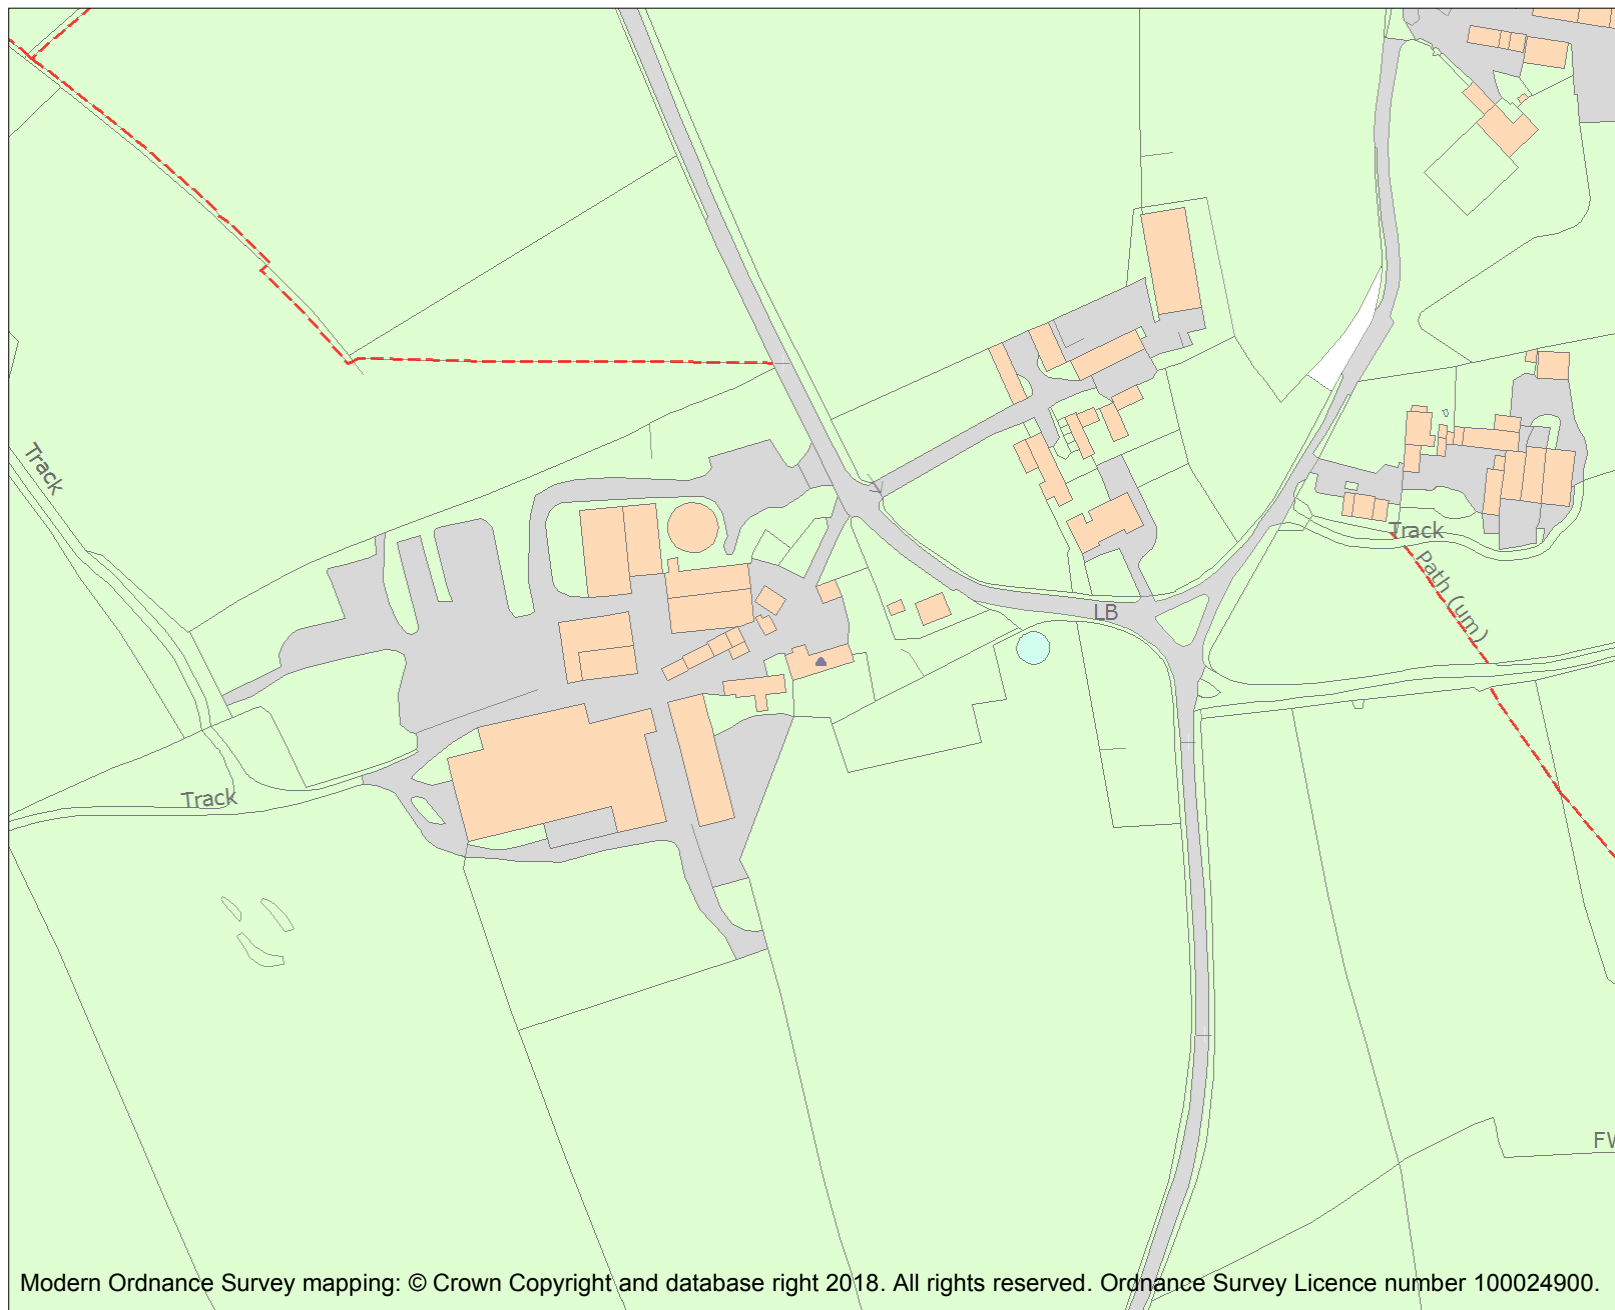 Track
Track
Path (um)
LB
Track
FW
Modern Ordnance Survey mapping: © Crown Copyright and database right 2018. All rights reserved. Ordnance Survey Licence number 100024900.